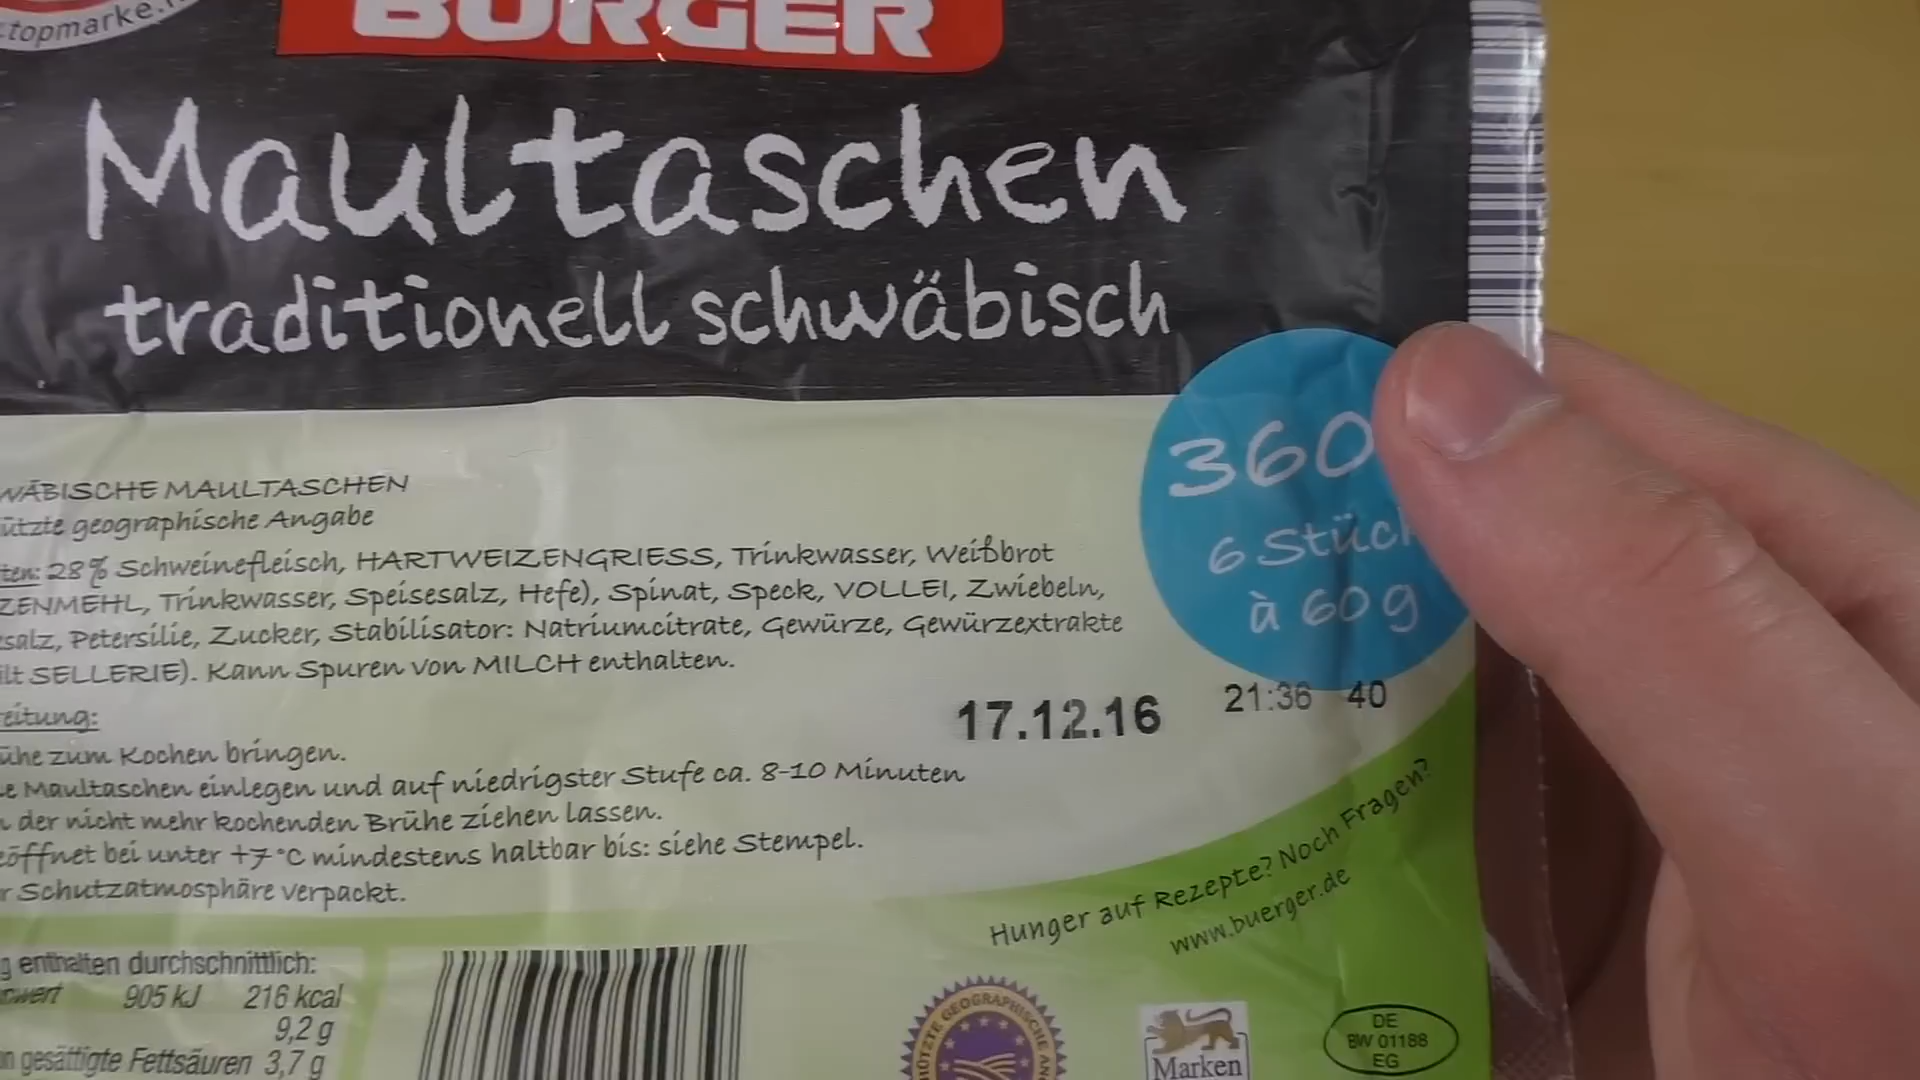 topmarke.
BÜRGER
Maultaschen
traditionell schwäbisch
360
6 Stück
à 60 g
WÄBISCHE MAULTASCHEN
ützte geographische Angabe
ten: 28% Schweinefleisch, HARTWEIZENGRIESS, Trinkwasser, Weißbrot
ZENMEHL, Trinkwasser, Speisesalz, Hefe), Spinat, Speck, VOLLEI, Zwiebeln,
salz, Petersilie, Zucker, Stabilisator: Natriumcitrate, Gewürze, Gewürzextrakte
lt SELLERIE). Kann Spuren von MILCH enthalten.
17.12.16 21:36 40
eitung:
ühe zum Kochen bringen.
e Maultaschen einlegen und auf niedrigster Stufe ca. 8-10 Minuten
der nicht mehr kochenden Brühe ziehen lassen.
eöffnet bei unter +7°C mindestens haltbar bis: siehe Stempel.
r Schutzatmosphäre verpackt.
Hunger auf Rezepte? Noch Fragen?
www.buerger.de
g enthalten durchschnittlich:
nwert 905 kJ 216 kcal
9,2 g
n gesättigte Fettsäuren 3,7 g
GEOGRAPHISCHE
Marken
DE
BW 01188
EG